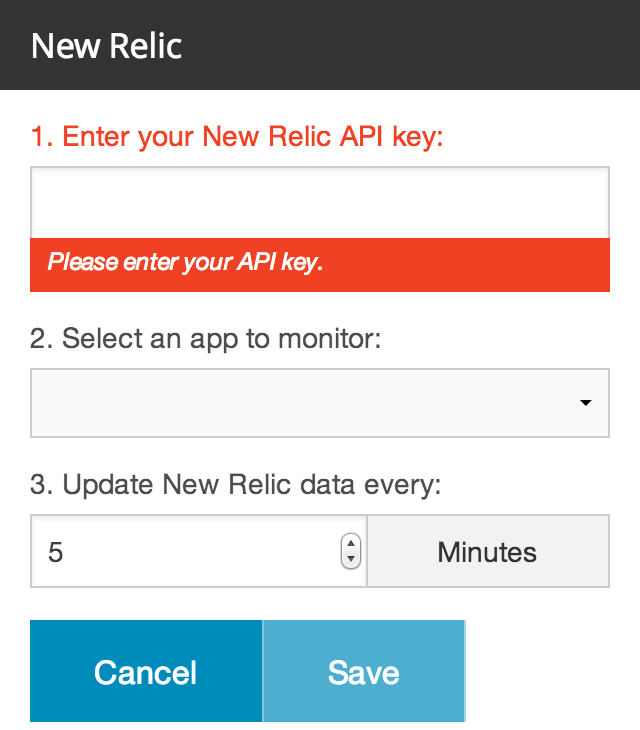 New Relic
1. Enter your New Relic API key:
Please enter your API key.
2. Select an app to monitor:
3. Update New Relic data every:
5 Minutes
Cancel Save